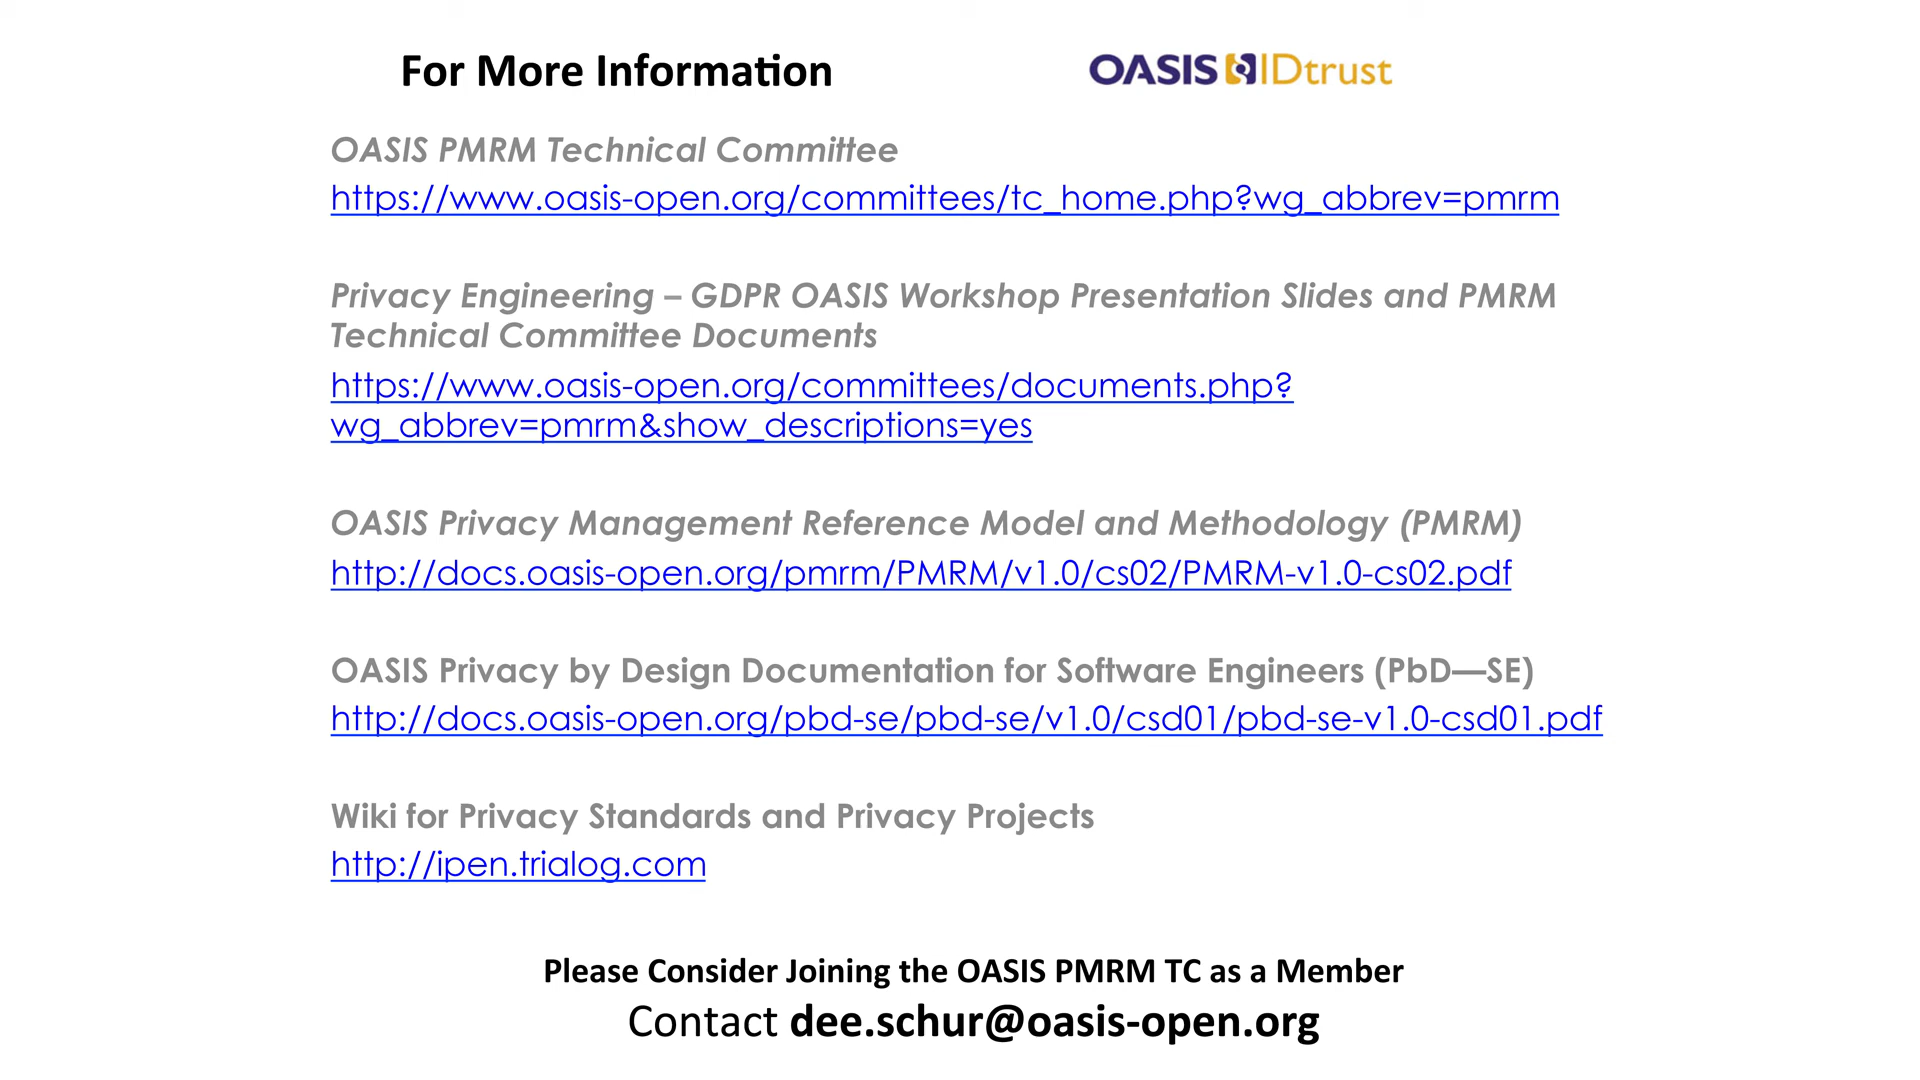 For More Information
OASIS IDtrust
OASIS PMRM Technical Committee
https://www.oasis-open.org/committees/tc_home.php?wg_abbrev=pmrm
Privacy Engineering – GDPR OASIS Workshop Presentation Slides and PMRM
Technical Committee Documents
https://www.oasis-open.org/committees/documents.php?
wg_abbrev=pmrm&show_descriptions=yes
OASIS Privacy Management Reference Model and Methodology (PMRM)
http://docs.oasis-open.org/pmrm/PMRM/v1.0/cs02/PMRM-v1.0-cs02.pdf
OASIS Privacy by Design Documentation for Software Engineers (PbD—SE)
http://docs.oasis-open.org/pbd-se/pbd-se/v1.0/csd01/pbd-se-v1.0-csd01.pdf
Wiki for Privacy Standards and Privacy Projects
http://ipen.trialog.com
Please Consider Joining the OASIS PMRM TC as a Member
Contact dee.schur@oasis-open.org